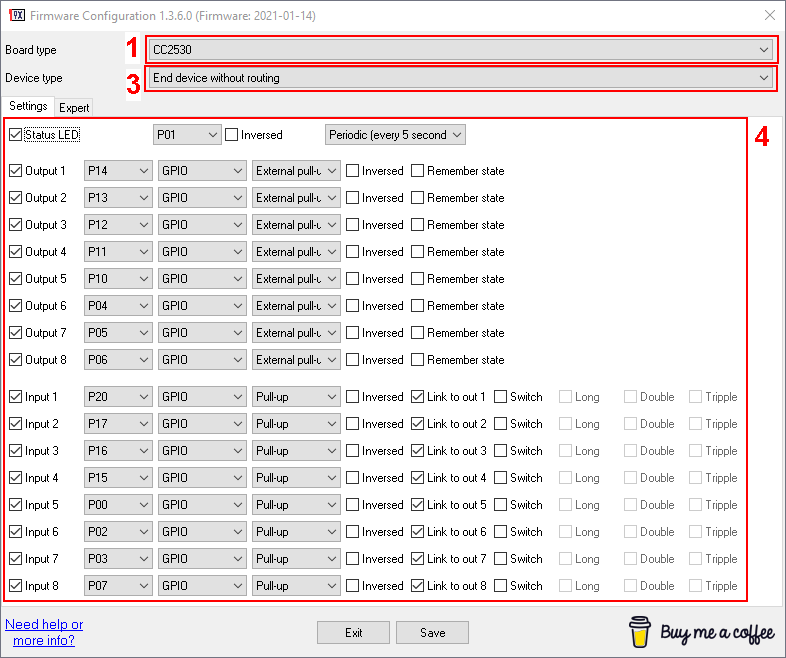 Firmware Configuration 1.3.6.0 (Firmware: 2021-01-14)
Board type 1 CC2530
Device type 3 End device without routing
Settings Expert
Status LED P01 Inversed Periodic (every 5 second 4
Output 1 P14 GPIO External pull-u Inversed Remember state
Output 2 P13 GPIO External pull-u Inversed Remember state
Output 3 P12 GPIO External pull-u Inversed Remember state
Output 4 P11 GPIO External pull-u Inversed Remember state
Output 5 P10 GPIO External pull-u Inversed Remember state
Output 6 P04 GPIO External pull-u Inversed Remember state
Output 7 P05 GPIO External pull-u Inversed Remember state
Output 8 P06 GPIO External pull-u Inversed Remember state
Input 1 P20 GPIO Pull-up Inversed Link to out 1 Switch Long Double Tripple
Input 2 P17 GPIO Pull-up Inversed Link to out 2 Switch Long Double Tripple
Input 3 P16 GPIO Pull-up Inversed Link to out 3 Switch Long Double Tripple
Input 4 P15 GPIO Pull-up Inversed Link to out 4 Switch Long Double Tripple
Input 5 P00 GPIO Pull-up Inversed Link to out 5 Switch Long Double Tripple
Input 6 P02 GPIO Pull-up Inversed Link to out 6 Switch Long Double Tripple
Input 7 P03 GPIO Pull-up Inversed Link to out 7 Switch Long Double Tripple
Input 8 P07 GPIO Pull-up Inversed Link to out 8 Switch Long Double Tripple
Need help or
more info?
Exit Save
Buy me a coffee